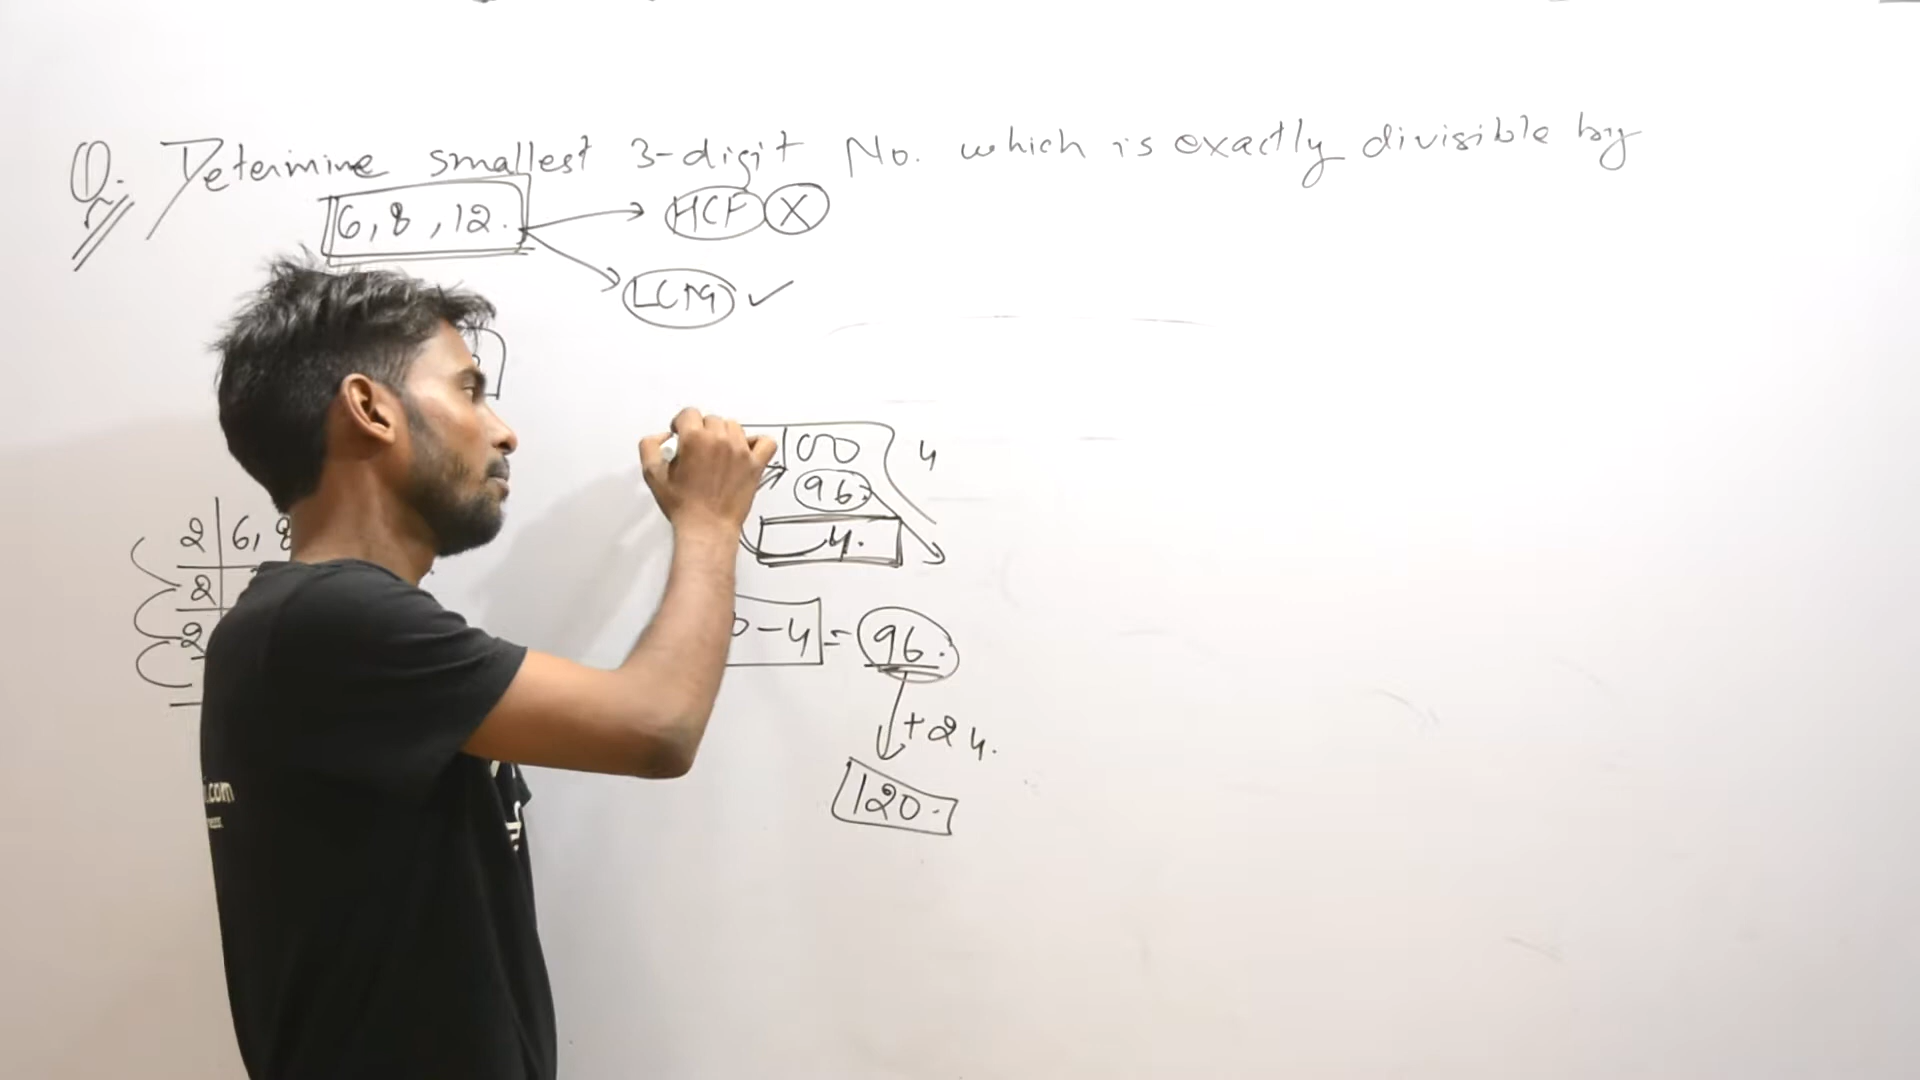 Q. Determine smallest 3-digit No. which is exactly divisible by
6, 8, 12.
HCF X
LCM ✓
100 4
96
4.
2 6, 8
2
2
0-4 = 96.
+24.
120.
.com